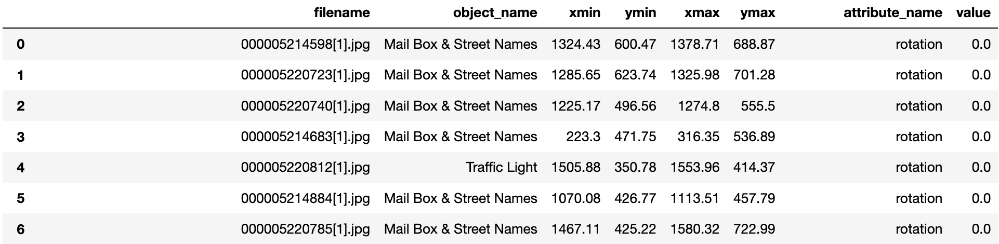 filename object_name xmin ymin xmax ymax attribute_name value
0 000005214598[1].jpg Mail Box & Street Names 1324.43 600.47 1378.71 688.87 rotation 0.0
1 000005220723[1].jpg Mail Box & Street Names 1285.65 623.74 1325.98 701.28 rotation 0.0
2 000005220740[1].jpg Mail Box & Street Names 1225.17 496.56 1274.8 555.5 rotation 0.0
3 000005214683[1].jpg Mail Box & Street Names 223.3 471.75 316.35 536.89 rotation 0.0
4 000005220812[1].jpg Traffic Light 1505.88 350.78 1553.96 414.37 rotation 0.0
5 000005214884[1].jpg Mail Box & Street Names 1070.08 426.77 1113.51 457.79 rotation 0.0
6 000005220785[1].jpg Mail Box & Street Names 1467.11 425.22 1580.32 722.99 rotation 0.0